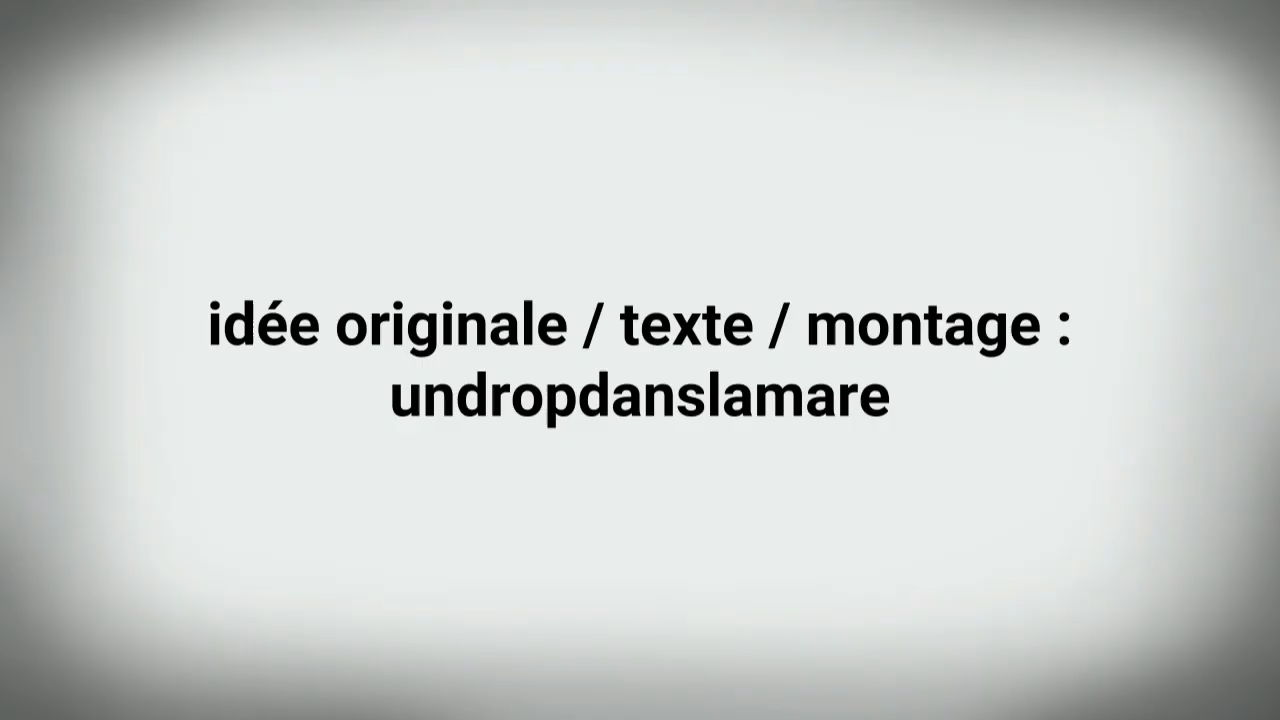 idée originale / texte / montage :
undropdanslamare